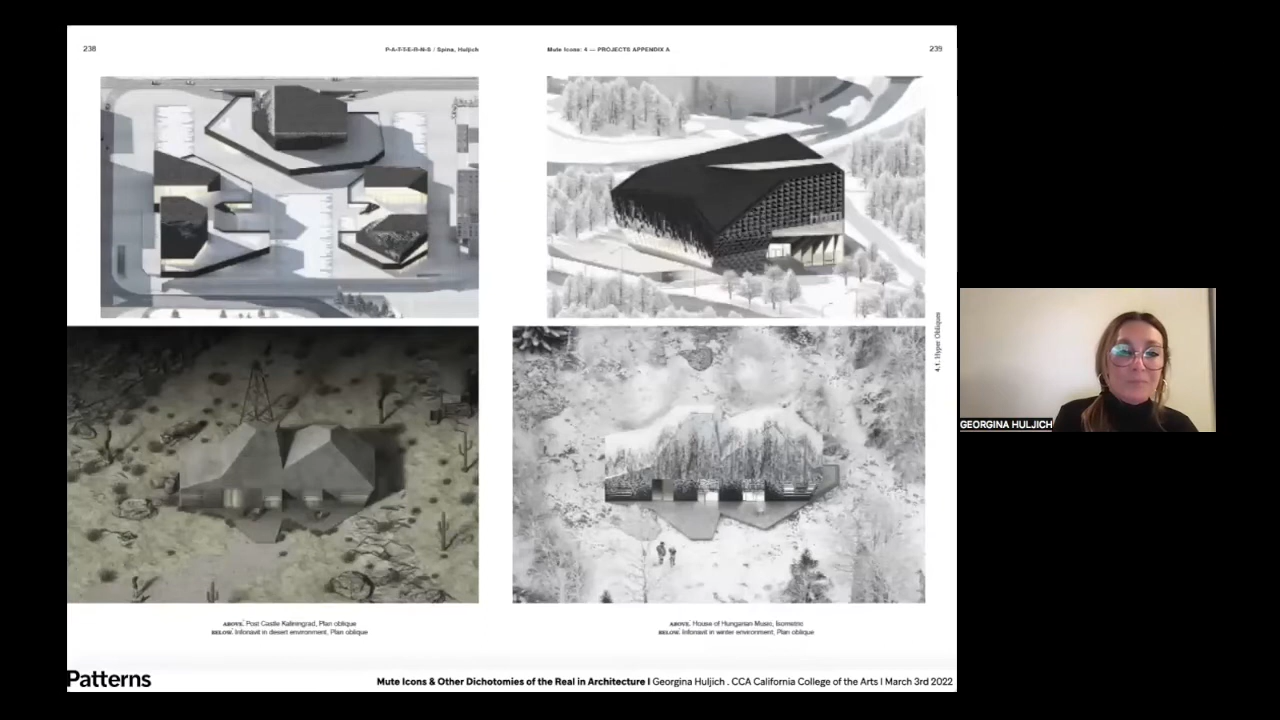 238
P-A-T-T-E-R-N-S / Spina, Huljich
Mute Icons: 4 — PROJECTS APPENDIX A
239
4.1. Hyper Obliques
ABOVE: Post Castle Kaliningrad, Plan oblique
BELOW: Infonavit in desert environment, Plan oblique
ABOVE: House of Hungarian Music, Isometric
BELOW: Infonavit in winter environment, Plan oblique
GEORGINA HULJICH
Patterns
Mute Icons & Other Dichotomies of the Real in Architecture I Georgina Huljich . CCA California College of the Arts I March 3rd 2022